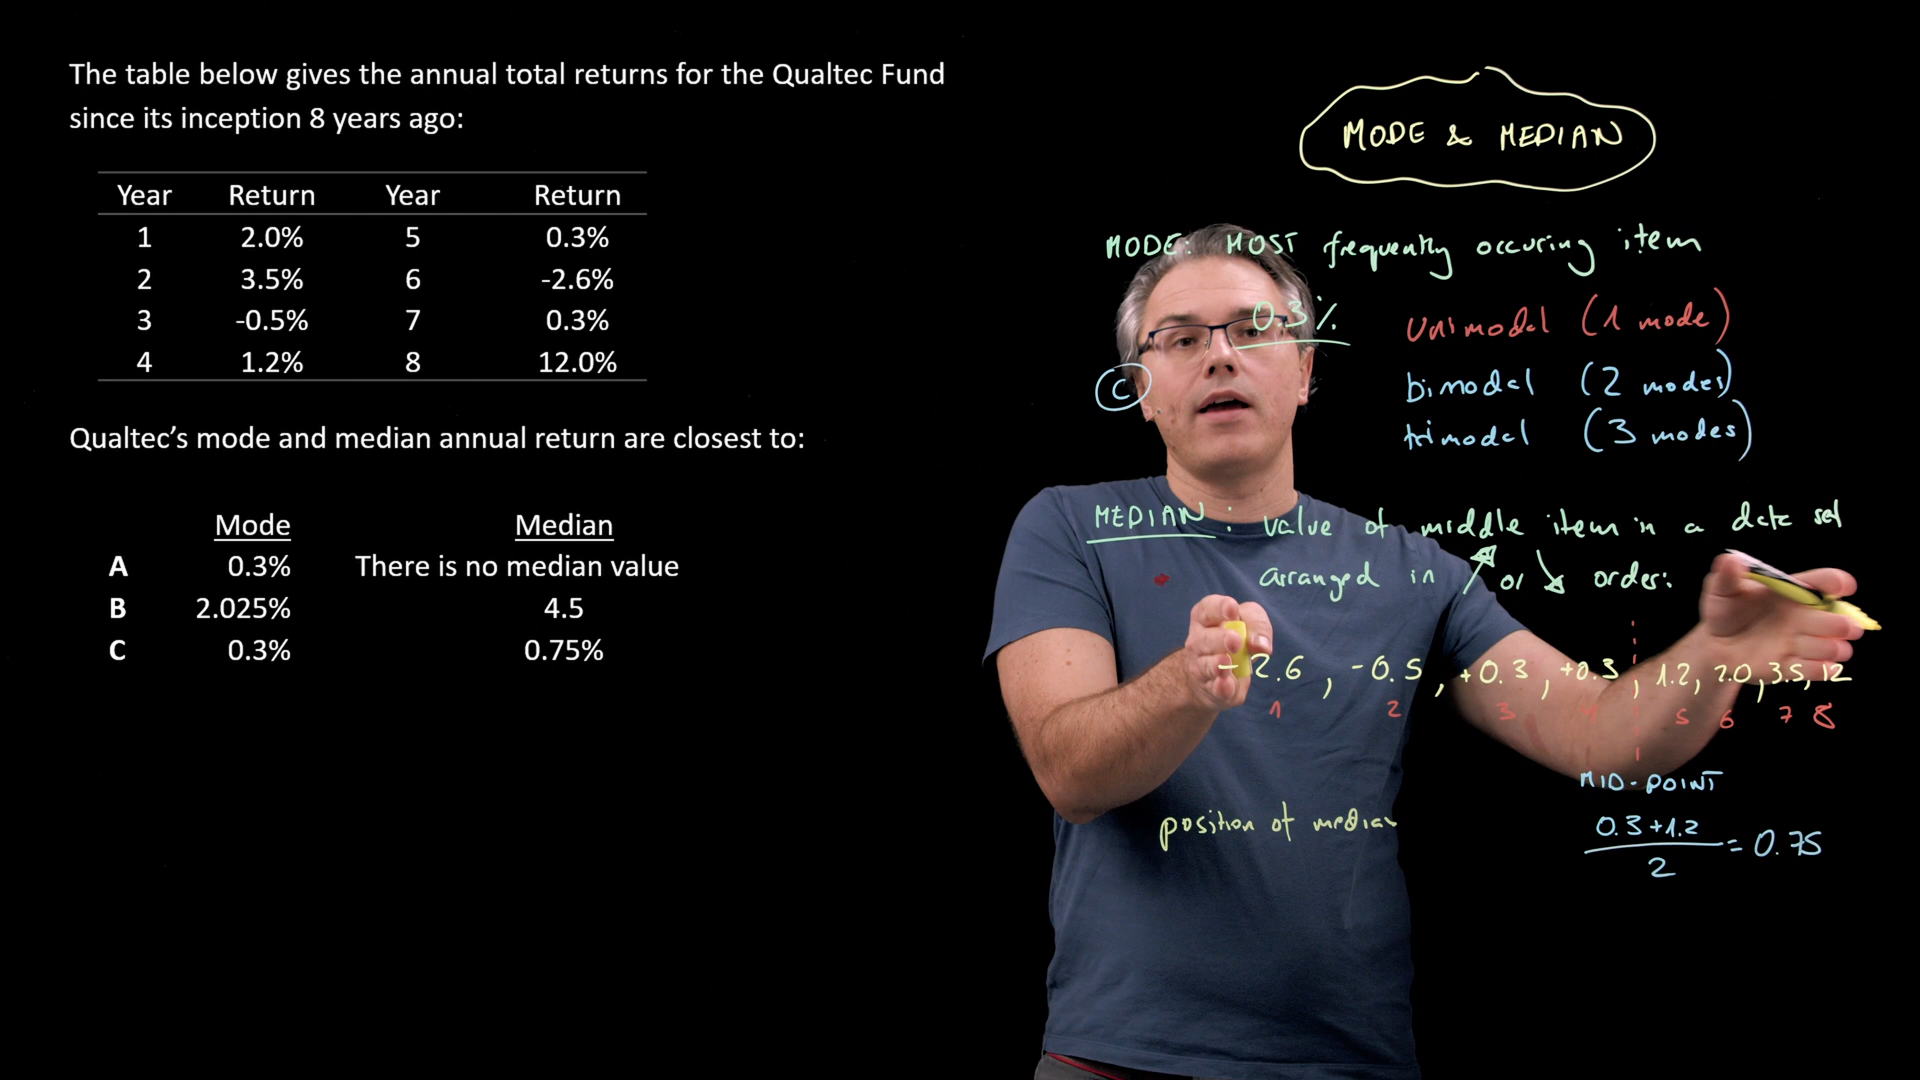 The table below gives the annual total returns for the Qualtec Fund
since its inception 8 years ago:
Year Return Year Return
1 2.0% 5 0.3%
2 3.5% 6 -2.6%
3 -0.5% 7 0.3%
4 1.2% 8 12.0%
Qualtec’s mode and median annual return are closest to:
Mode Median
A 0.3% There is no median value
B 2.025% 4.5
C 0.3% 0.75%
MODE & MEDIAN
MODE: MOST frequently occuring item
0.3%
C
unimodal (1 mode)
bimodal (2 modes)
trimodal (3 modes)
MEDIAN: value of middle item in a data set
arranged in ↗ or ↘ order:
-2.6, -0.5, +0.3, +0.3, 1.2, 2.0, 3.5, 12
1 2 3 4 5 6 7 8
MID-POINT
0.3+1.2
2
= 0.75
position of median